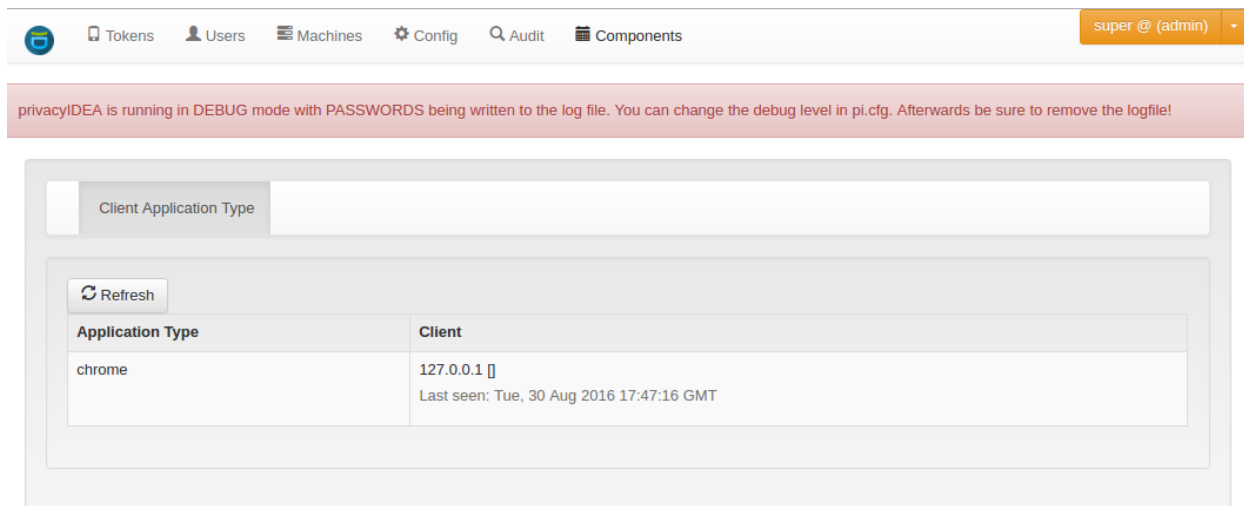 Tokens Users Machines Config Audit Components super @ (admin)
privacyIDEA is running in DEBUG mode with PASSWORDS being written to the log file. You can change the debug level in pi.cfg. Afterwards be sure to remove the logfile!
Client Application Type
Refresh
Application Type Client
chrome 127.0.0.1 []
Last seen: Tue, 30 Aug 2016 17:47:16 GMT